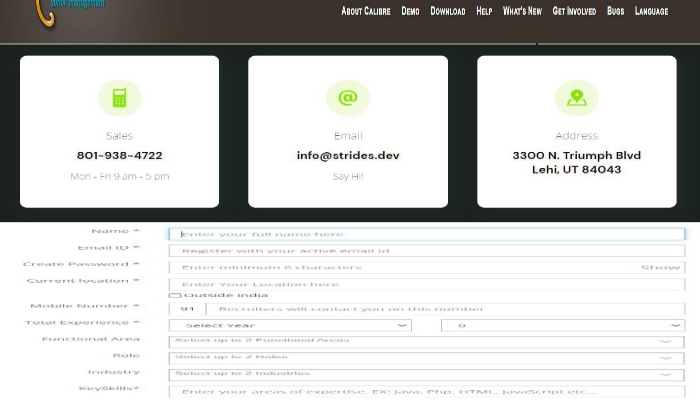 ebook management
About Calibre Demo Download Help What's New Get Involved Bugs Language
Sales
801-938-4722
Mon - Fri 9 am - 5 pm
@
Email
info@strides.dev
Say Hi!
Address
3300 N. Triumph Blvd
Lehi, UT 84043
Name * Enter your full name here
Email ID * Register with your active email id
Create Password * Enter minimum 6 characters Show
Current location * Enter Your Location here
Outside India
Mobile Number * 91 Recruiters will contact you on this number
Total Experience * Select Year 0
Functional Area Select up to 2 Functional Areas
Role Select up to 2 Roles
Industry Select up to 2 Industries
KeySkills* Enter your areas of expertise. EX: Java, Php, HTML, JavaScript etc...